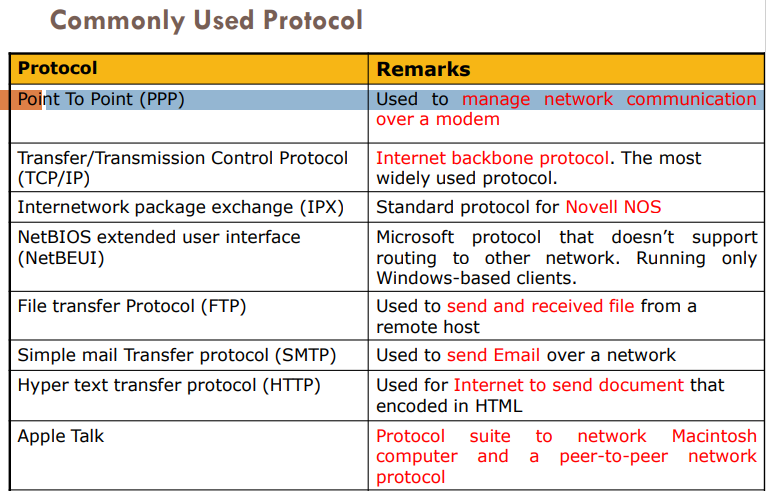 Commonly Used Protocol
Protocol
Remarks
Point To Point (PPP)
Used to manage network communication
over a modem
Transfer/Transmission Control Protocol
(TCP/IP)
Internet backbone protocol. The most
widely used protocol.
Internetwork package exchange (IPX)
Standard protocol for Novell NOS
NetBIOS extended user interface
(NetBEUI)
Microsoft protocol that doesn’t support
routing to other network. Running only
Windows-based clients.
File transfer Protocol (FTP)
Used to send and received file from a
remote host
Simple mail Transfer protocol (SMTP)
Used to send Email over a network
Hyper text transfer protocol (HTTP)
Used for Internet to send document that
encoded in HTML
Apple Talk
Protocol suite to network Macintosh
computer and a peer-to-peer network
protocol